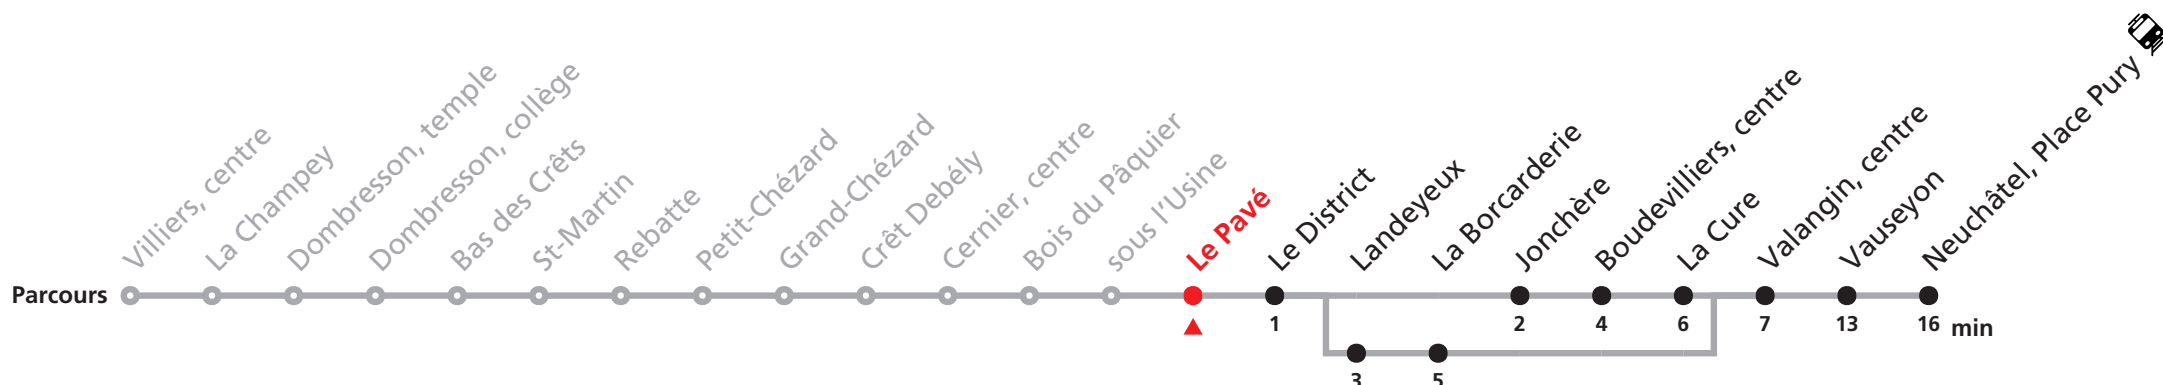 Villiers, centre
La Champey
Dombresson, temple
Dombresson, collège
Bas des Crêts
St-Martin
Rebatte
Petit-Chézard
Grand-Chézard
Crêt Debély
Cernier, centre
Bois du Pâquier
sous l'Usine
Le Pavé
Le District
Landeyeux
La Borcarderie
Jonchère
Boudevilliers, centre
La Cure
Valangin, centre
Vauseyon
Neuchâtel, Place Pury
Parcours
1 2 4 6 7 13 16 min
3 5